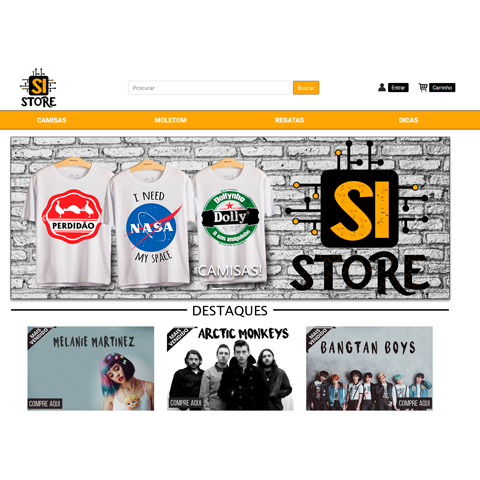 SI
STORE
Procurar
Buscar
Entrar
Carrinho
CAMISAS
MOLETOM
REGATAS
DICAS
PERDIDÃO
I NEED
NASA
MY SPACE
Dollynho
Dolly
O seu amiguinho
CAMISAS!
SI
STORE
DESTAQUES
MAIS VENDIDO
MELANIE MARTINEZ
COMPRE AQUI
MAIS VENDIDO
ARCTIC MONKEYS
COMPRE AQUI
MAIS VENDIDO
BANGTAN BOYS
COMPRE AQUI